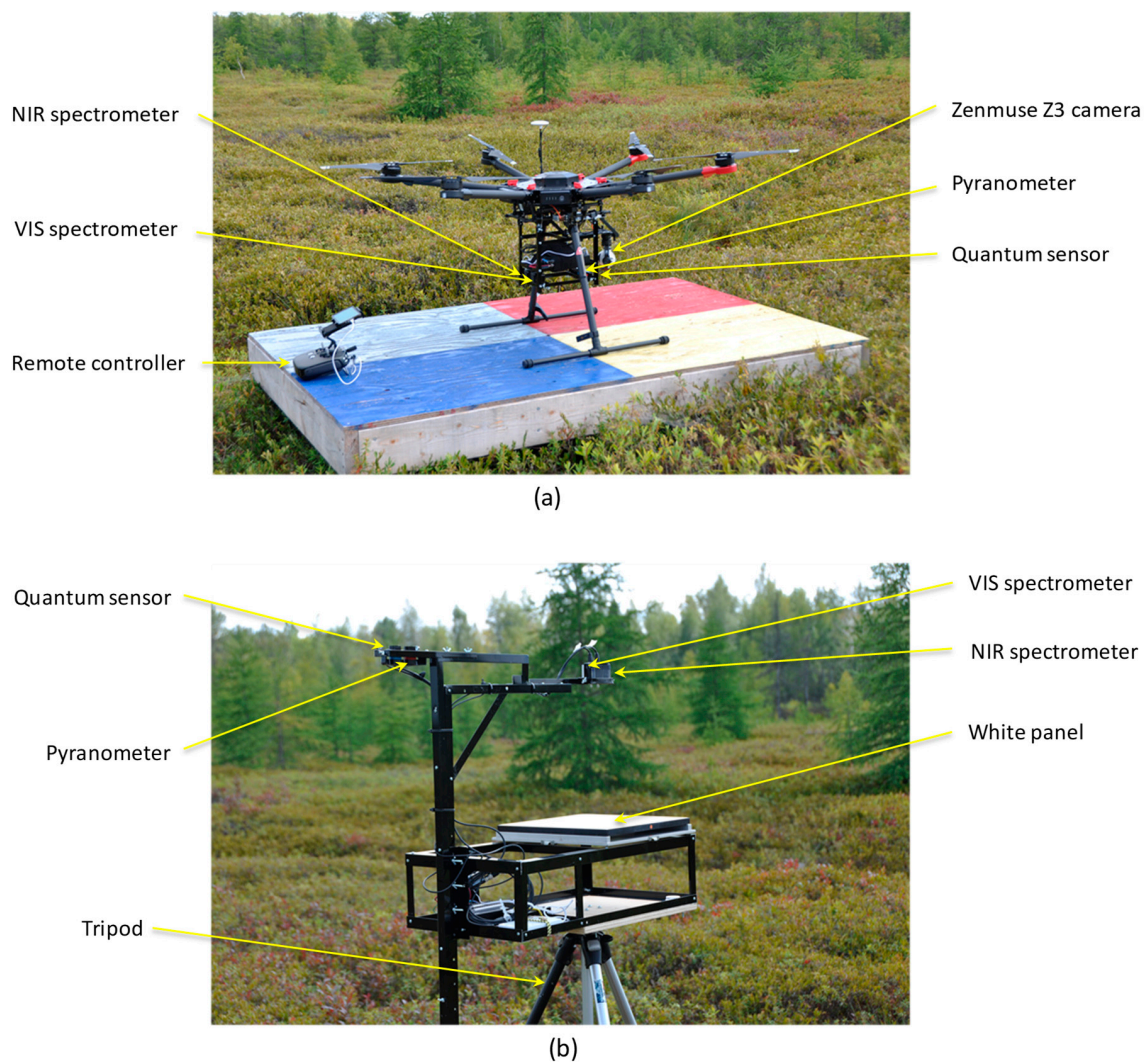 NIR spectrometer
Zenmuse Z3 camera
Pyranometer
VIS spectrometer
Quantum sensor
Remote controller
(a)
Quantum sensor
VIS spectrometer
NIR spectrometer
White panel
Pyranometer
Tripod
(b)